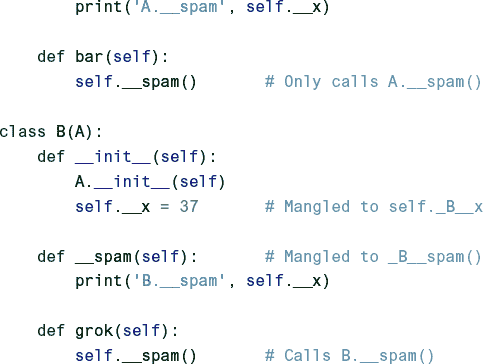 print('A.__spam', self.__x)
def bar(self):
self.__spam() # Only calls A.__spam()
class B(A):
def __init__(self):
A.__init__(self)
self.__x = 37 # Mangled to self._B__x
def __spam(self): # Mangled to _B__spam()
print('B.__spam', self.__x)
def grok(self):
self.__spam() # Calls B.__spam()